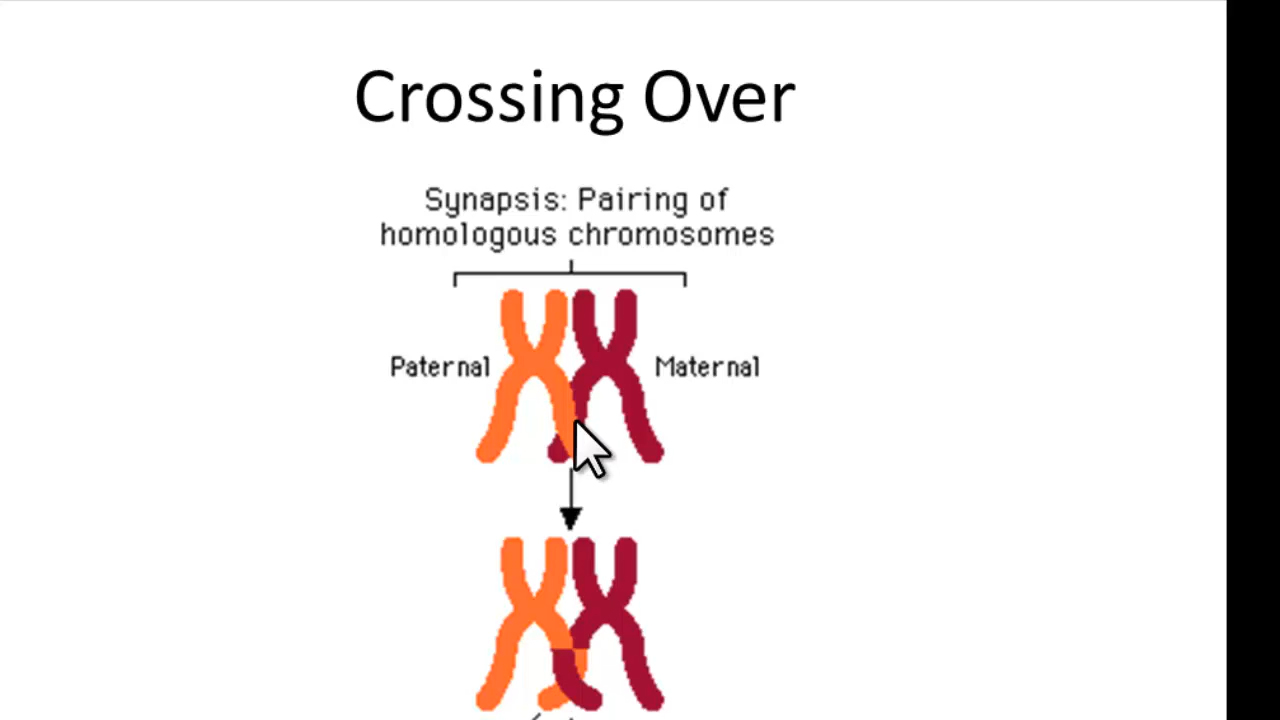 Crossing Over
Synapsis: Pairing of
homologous chromosomes
Paternal
Maternal